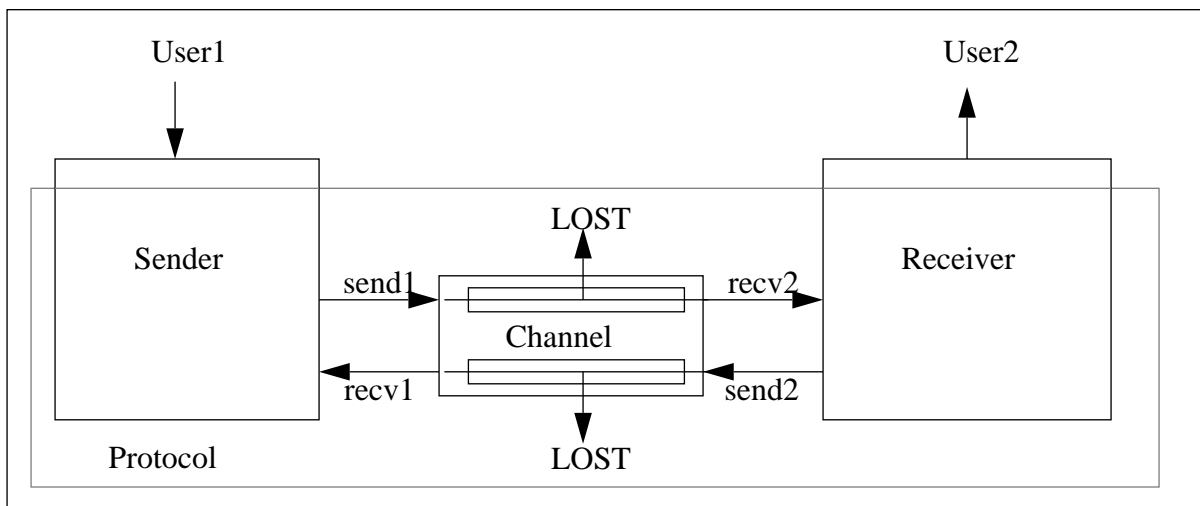 User1
User2
LOST
Sender
Receiver
send1
recv2
Channel
recv1
send2
Protocol
LOST